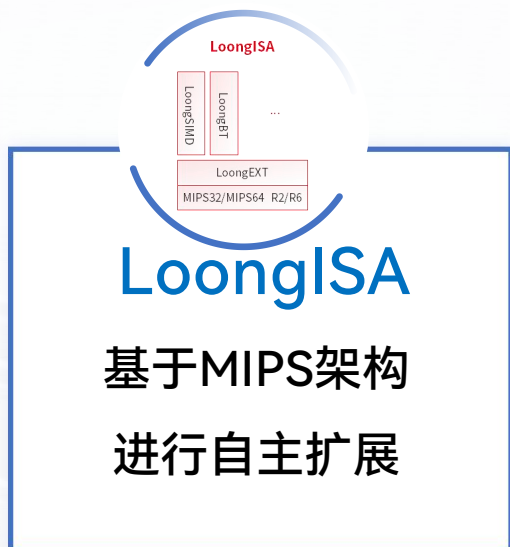 LoongISA
LoongSIMD
LoongBT
...
LoongEXT
MIPS32/MIPS64 R2/R6
LoongISA
基于MIPS架构
进行自主扩展